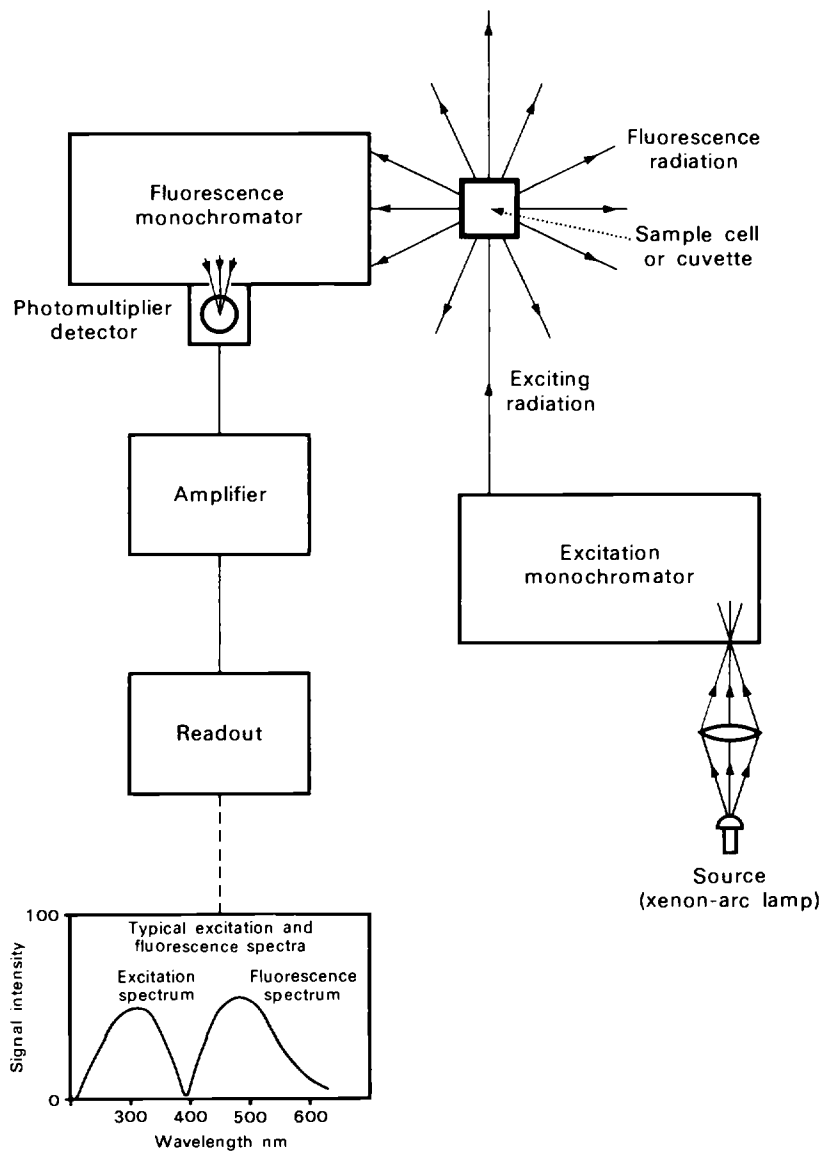 Fluorescence
radiation
Fluorescence
monochromator
Sample cell
or cuvette
Photomultiplier
detector
Exciting
radiation
Amplifier
Excitation
monochromator
Readout
Source
(xenon-arc lamp)
100
Typical excitation and
fluorescence spectra
Excitation
spectrum
Fluorescence
spectrum
Signal intensity
0
300 400 500 600
Wavelength nm